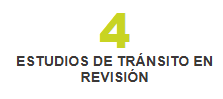 4
ESTUDIOS DE TRÁNSITO EN
REVISIÓN